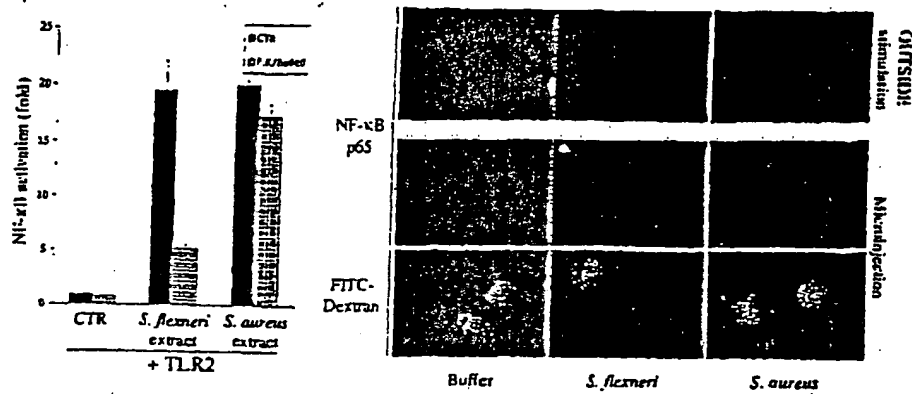 NF-κB activation (fold)
25
20
15
10
5
0
CTR
CTR
S. flexneri
extract
S. aureus
extract
+ TLR2
NF-κB
p65
FITC-
Dextran
Buffer
S. flexneri
S. aureus
OUTSIDE
stimulation
Microinjection